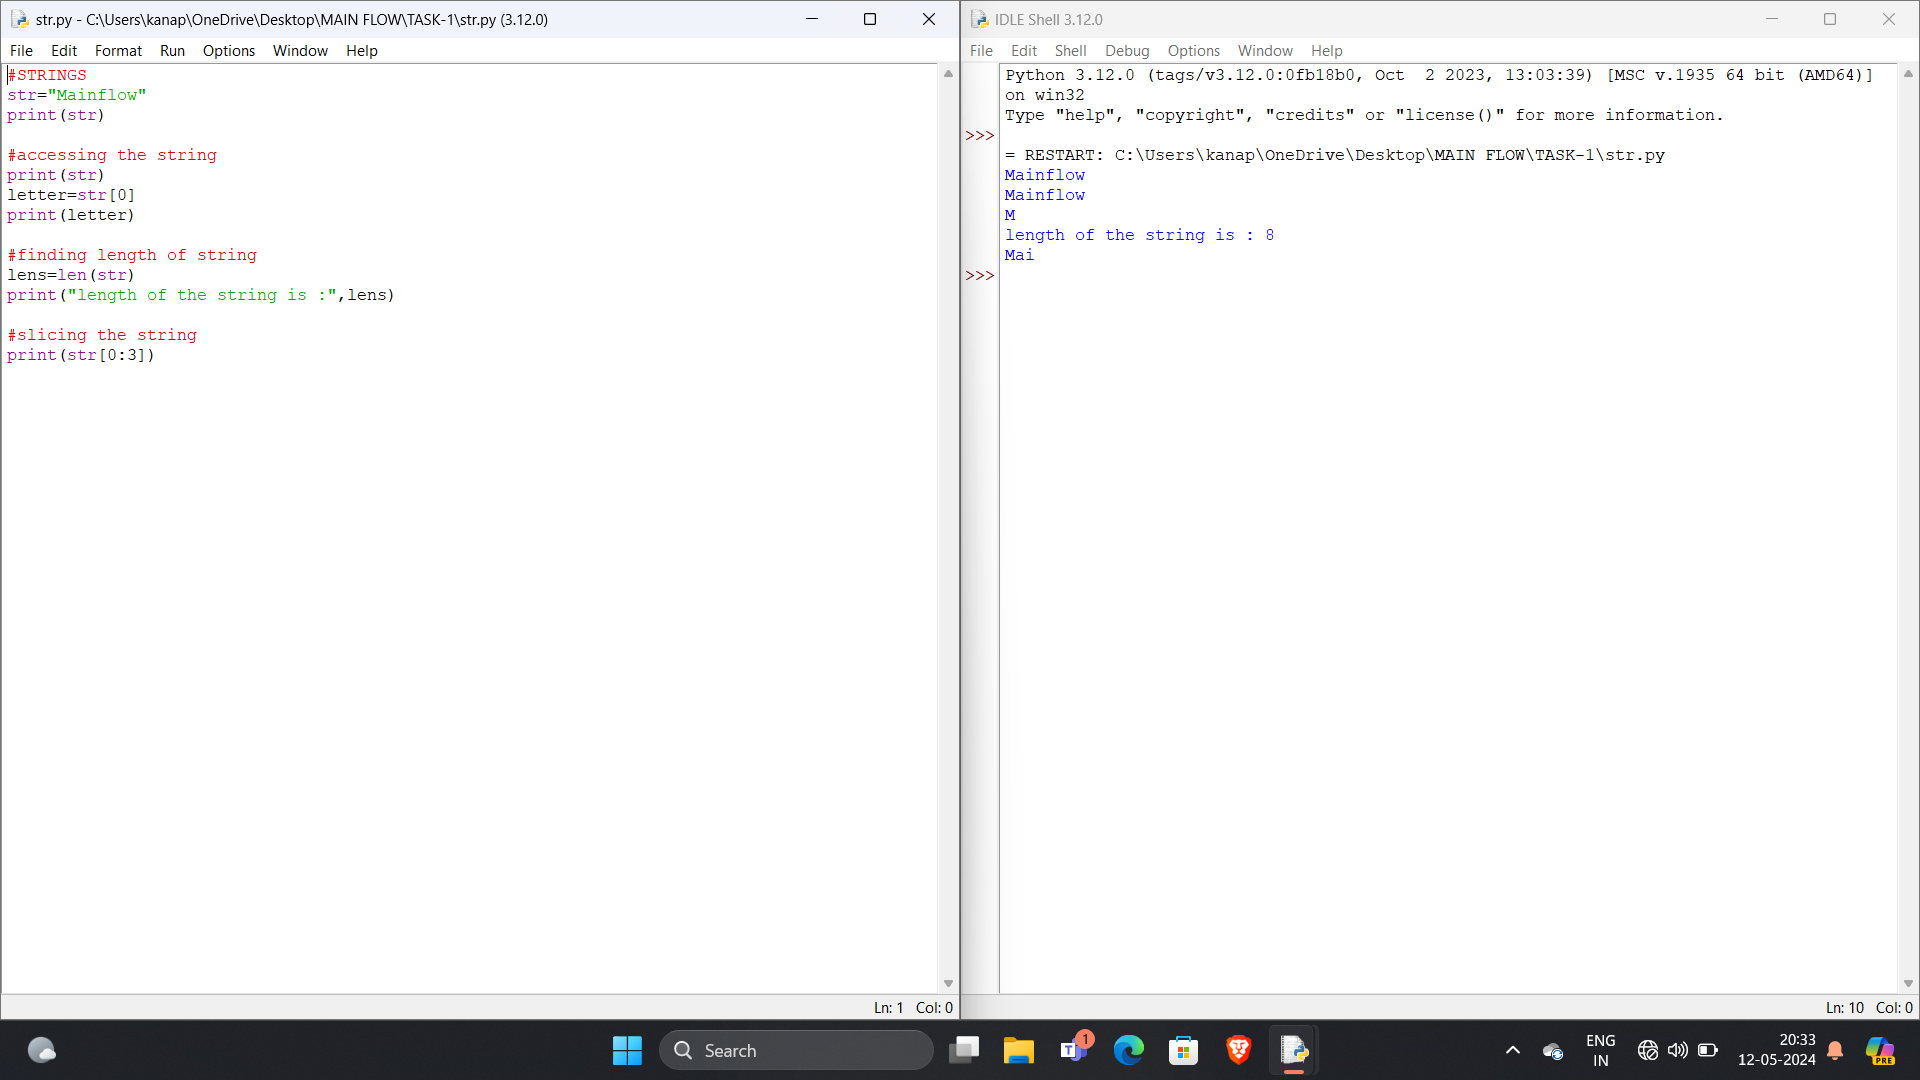 str.py - C:\Users\kanap\OneDrive\Desktop\MAIN FLOW\TASK-1\str.py (3.12.0)
File Edit Format Run Options Window Help
#STRINGS
str="Mainflow"
print(str)
#accessing the string
print(str)
letter=str[0]
print(letter)
#finding length of string
lens=len(str)
print("length of the string is :",lens)
#slicing the string
print(str[0:3])
Ln: 1 Col: 0
IDLE Shell 3.12.0
File Edit Shell Debug Options Window Help
Python 3.12.0 (tags/v3.12.0:0fb18b0, Oct  2 2023, 13:03:39) [MSC v.1935 64 bit (AMD64)]
on win32
Type "help", "copyright", "credits" or "license()" for more information.
>>>
= RESTART: C:\Users\kanap\OneDrive\Desktop\MAIN FLOW\TASK-1\str.py
Mainflow
Mainflow
M
length of the string is : 8
Mai
>>>
Ln: 10 Col: 0
Search
T
1
ENG
IN
20:33
12-05-2024
PRE